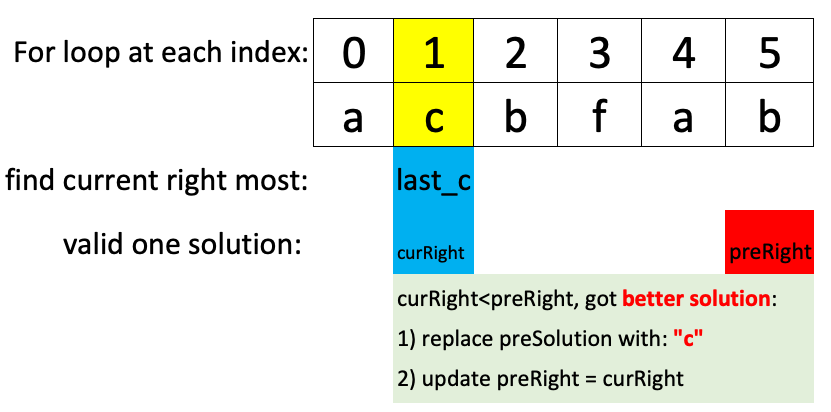 For loop at each index: 0 1 2 3 4 5
a c b f a b
find current right most: last_c
valid one solution: curRight preRight
curRight<preRight, got better solution:
1) replace preSolution with: "c"
2) update preRight = curRight